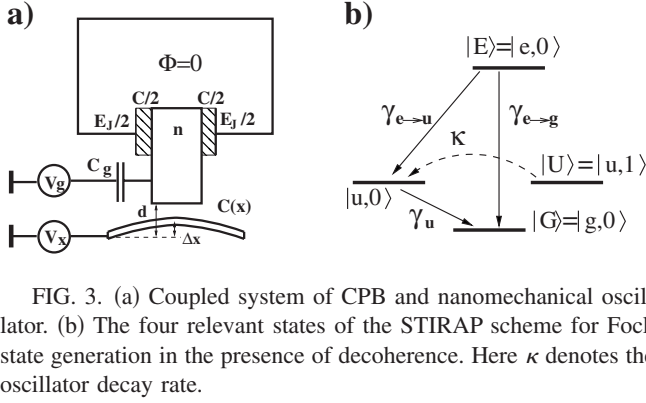 a)
Φ=0
C/2 C/2
E_J/2 n E_J/2
C_g
V_g
d C(x)
V_x Δx
b)
|E⟩=|e,0⟩
γ_e→u γ_e→g
κ
|U⟩=|u,1⟩
|u,0⟩
γ_u |G⟩=|g,0⟩
FIG. 3. (a) Coupled system of CPB and nanomechanical oscil-
lator. (b) The four relevant states of the STIRAP scheme for Foc
state generation in the presence of decoherence. Here κ denotes the
oscillator decay rate.